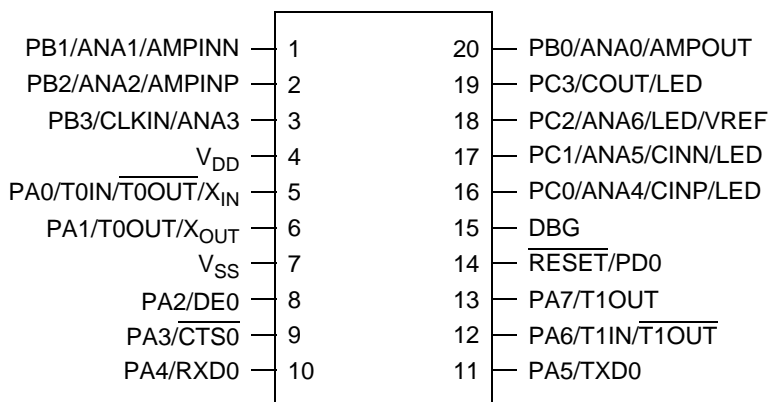 PB1/ANA1/AMPINN 1 20 PB0/ANA0/AMPOUT
PB2/ANA2/AMPINP 2 19 PC3/COUT/LED
PB3/CLKIN/ANA3 3 18 PC2/ANA6/LED/VREF
VDD 4 17 PC1/ANA5/CINN/LED
PA0/T0IN/T0OUT/XIN 5 16 PC0/ANA4/CINP/LED
PA1/T0OUT/XOUT 6 15 DBG
VSS 7 14 RESET/PD0
PA2/DE0 8 13 PA7/T1OUT
PA3/CTS0 9 12 PA6/T1IN/T1OUT
PA4/RXD0 10 11 PA5/TXD0